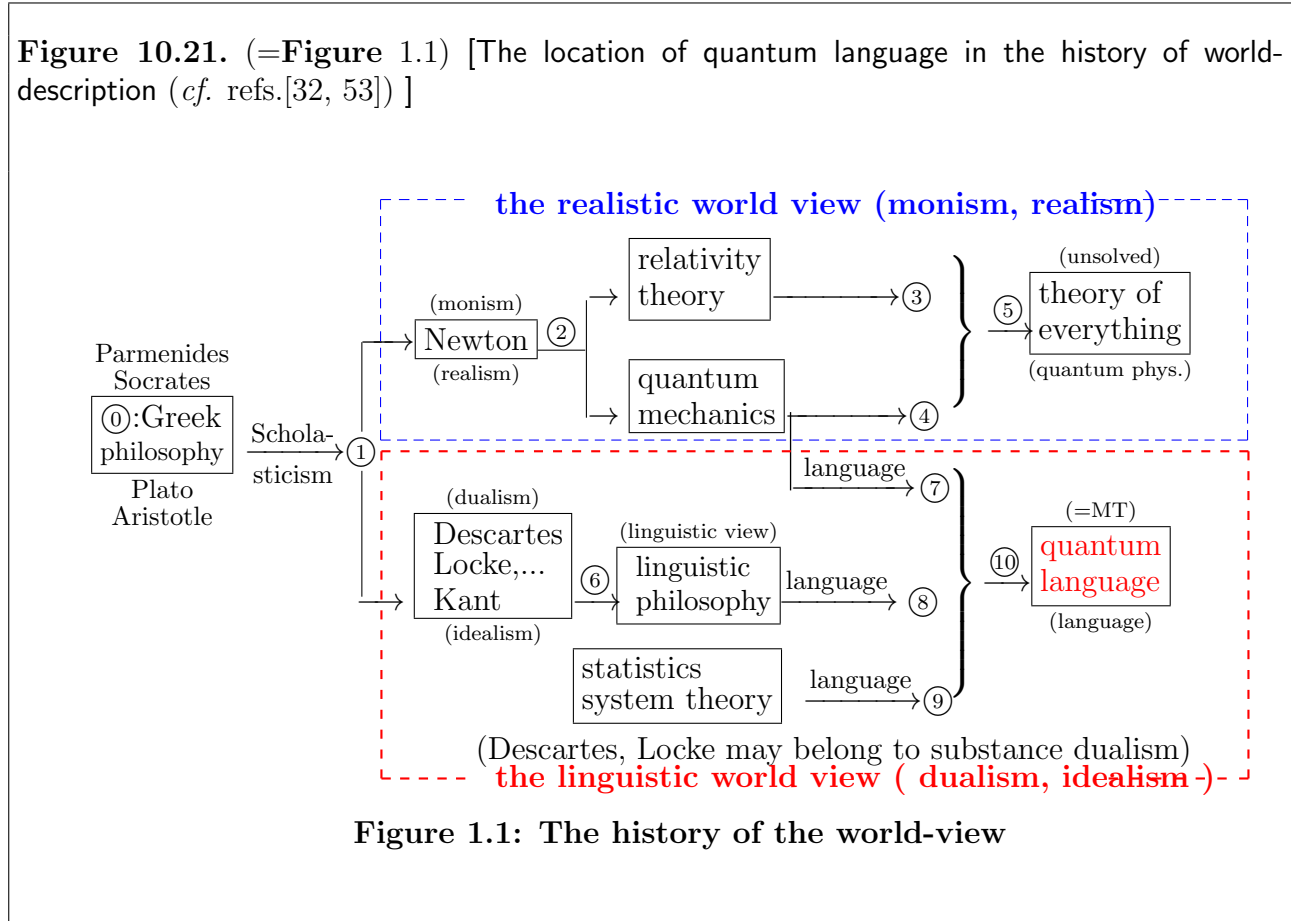 Figure 10.21. (=Figure 1.1) [The location of quantum language in the history of world-
description (cf. refs.[32, 53]) ]
the realistic world view (monism, realism)
relativity
theory
③
(unsolved)
⑤
theory of
everything
(quantum phys.)
(monism)
Newton
(realism)
②
quantum
mechanics
④
Parmenides
Socrates
⓪:Greek
philosophy
Plato
Aristotle
Schola-
sticism
①
language
⑦
(dualism)
Descartes
Locke,...
Kant
(idealism)
⑥
(linguistic view)
linguistic
philosophy
language
⑧
(=MT)
⑩
quantum
language
(language)
statistics
system theory
language
⑨
(Descartes, Locke may belong to substance dualism)
the linguistic world view ( dualism, idealism )
Figure 1.1: The history of the world-view